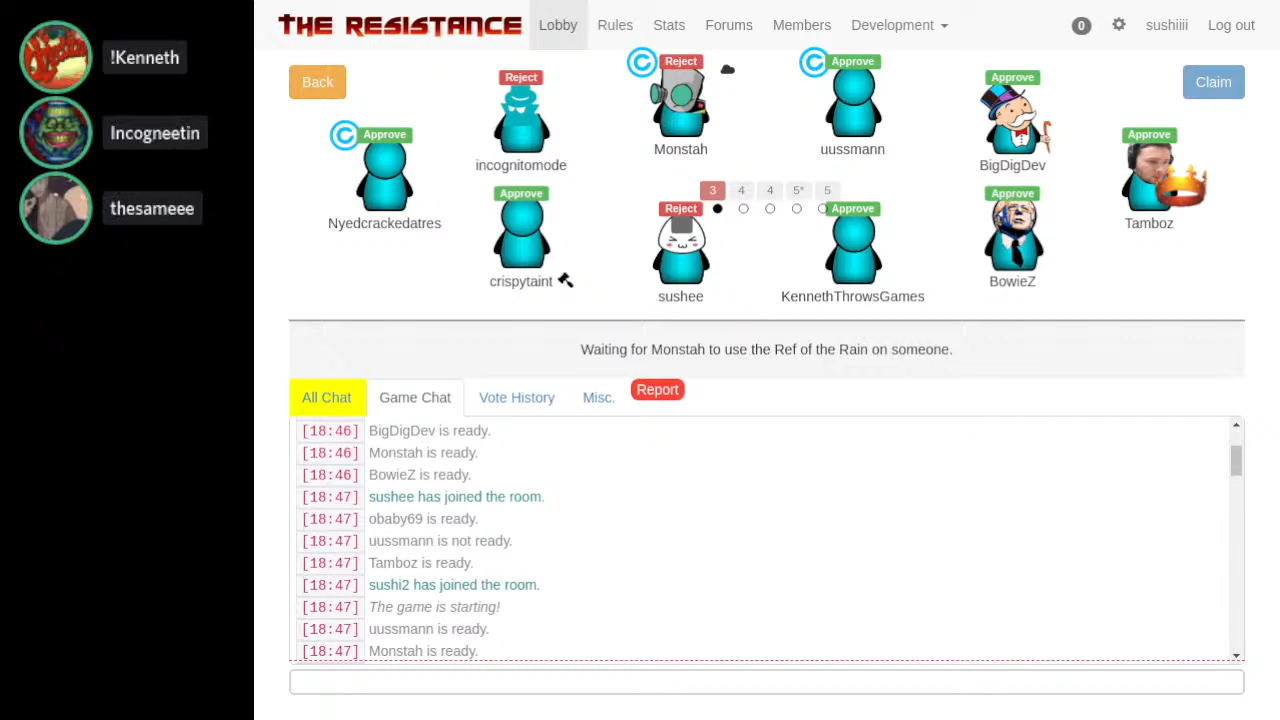 !Kenneth
Incogneetin
thesameee
THE RESISTANCE
Lobby Rules Stats Forums Members Development 0 sushiiii Log out
Back
Claim
Reject
Reject
C
Approve
C
Approve
Approve
Approve
C
Approve
incognitomode
Monstah
uussmann
BigDigDev
Nyedcrackedatres
Tamboz
3 4 4 5* 5
Approve
Reject
Approve
Approve
crispytaint
sushee
KennethThrowsGames
BowieZ
Waiting for Monstah to use the Ref of the Rain on someone.
All Chat Game Chat Vote History Misc. Report
[18:46] BigDigDev is ready.
[18:46] Monstah is ready.
[18:46] BowieZ is ready.
[18:47] sushee has joined the room.
[18:47] obaby69 is ready.
[18:47] uussmann is not ready.
[18:47] Tamboz is ready.
[18:47] sushi2 has joined the room.
[18:47] The game is starting!
[18:47] uussmann is ready.
[18:47] Monstah is ready.